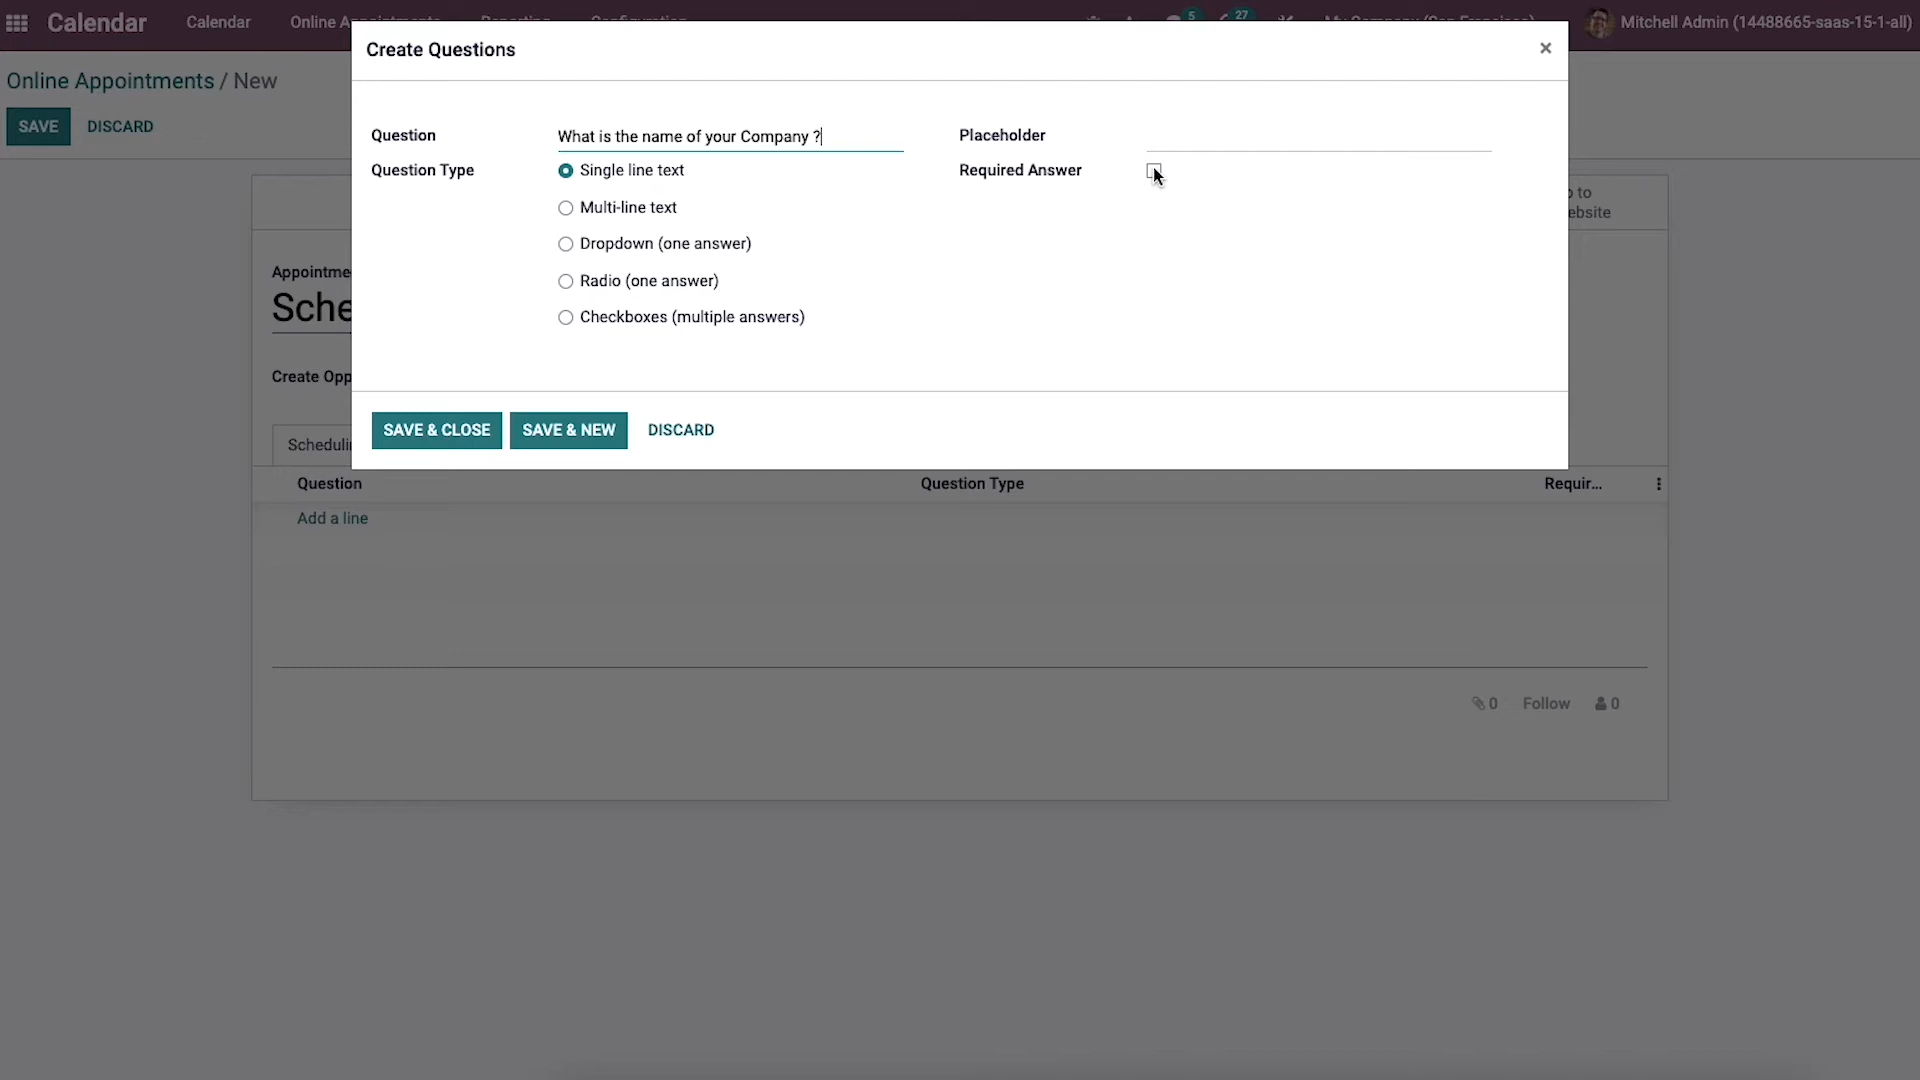 Calendar
Calendar
Online
5
27
Mitchell Admin (14488665-saas-15-1-all)
Create Questions
×
Online Appointments / New
SAVE
DISCARD
Question
What is the name of your Company ?
Placeholder
Question Type
Single line text
Required Answer
Multi-line text
Dropdown (one answer)
Radio (one answer)
Checkboxes (multiple answers)
to
ebsite
Appointme
Sche
Create Opp
SAVE & CLOSE
SAVE & NEW
DISCARD
Scheduli
Question
Question Type
Requir...
Add a line
0
Follow
0